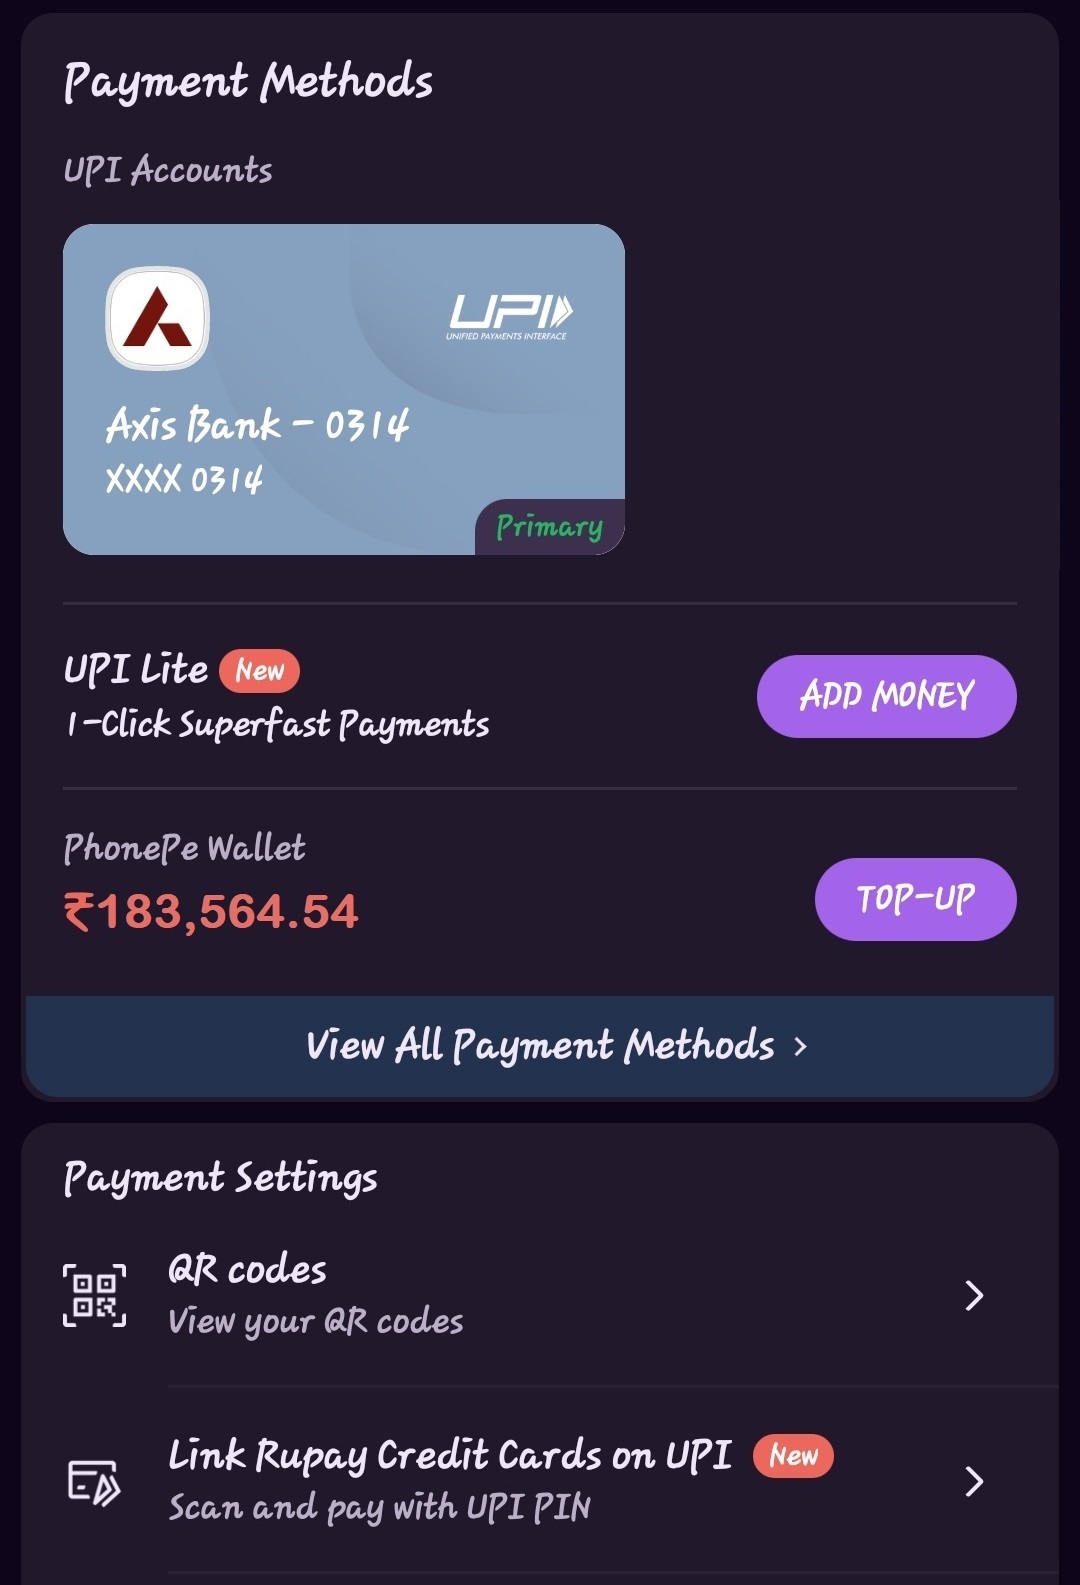 Payment Methods
UPI Accounts
UPI
UNIFIED PAYMENTS INTERFACE
Axis Bank - 0314
XXXX 0314
Primary
UPI Lite New
1-Click Superfast Payments
ADD MONEY
PhonePe Wallet
₹183,564.54
TOP-UP
View All Payment Methods >
Payment Settings
QR codes
View your QR codes
Link Rupay Credit Cards on UPI New
Scan and pay with UPI PIN